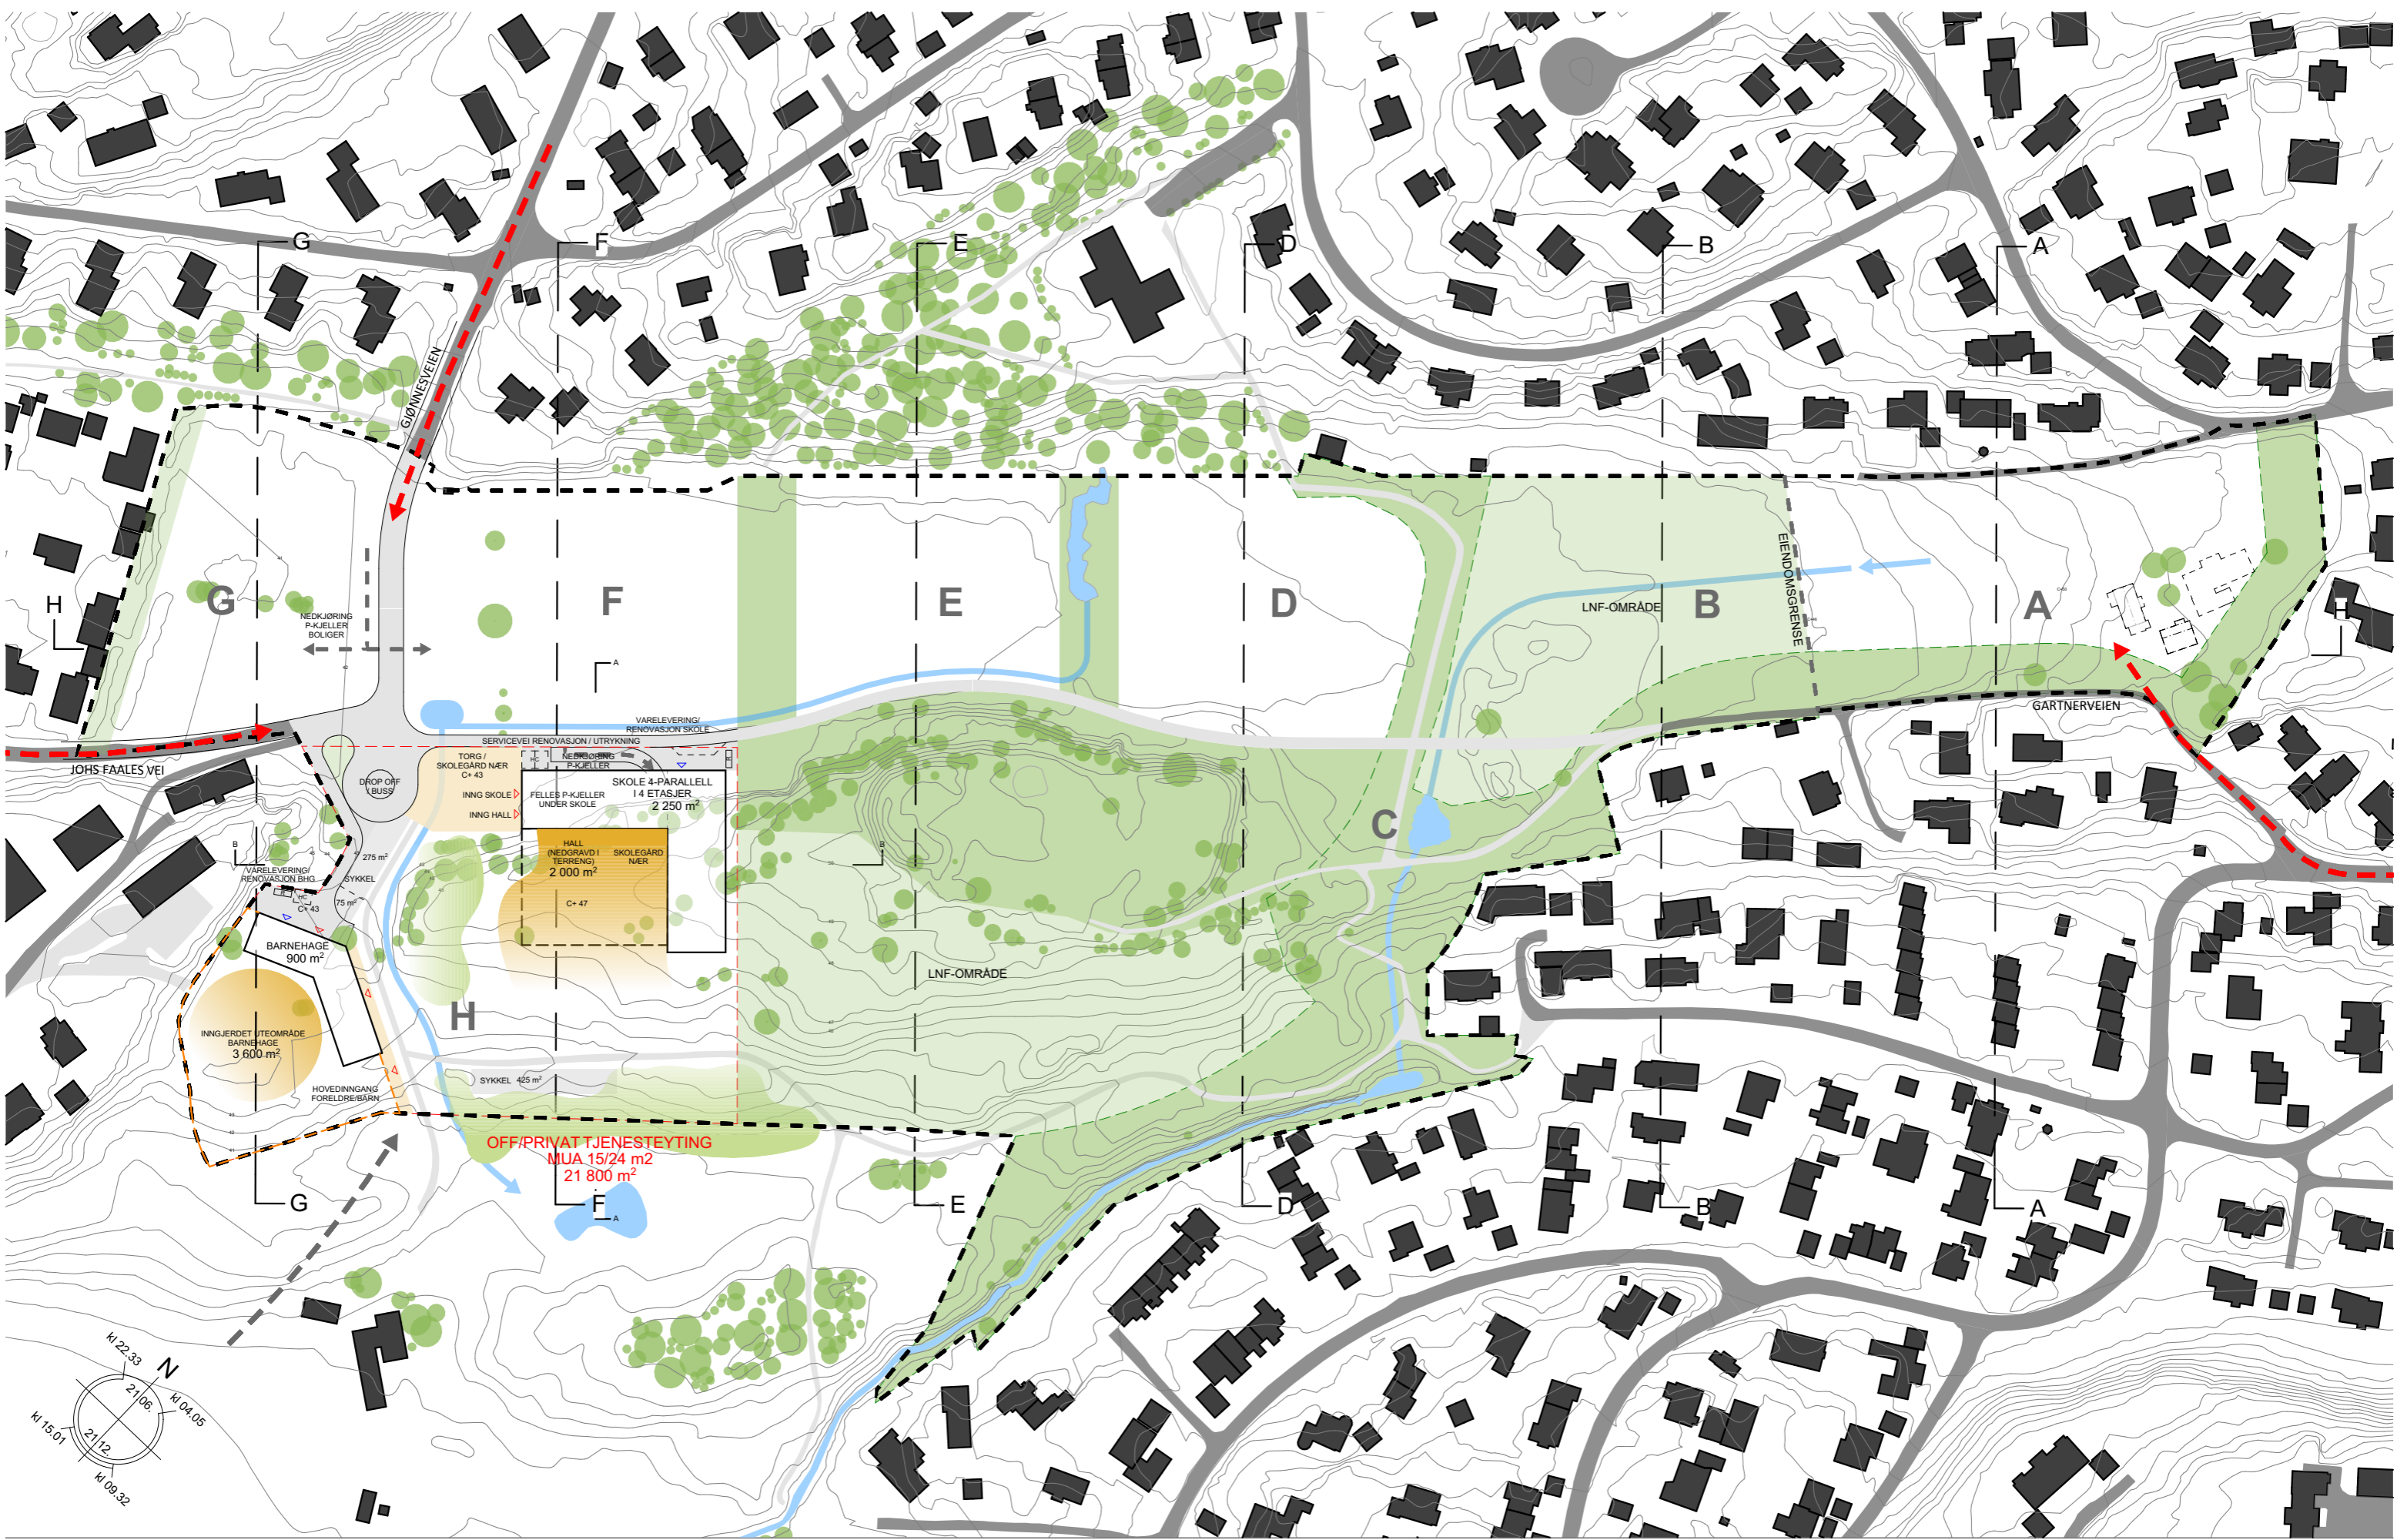 G
F
E
D
B
A
GJØNNESVEIEN
EIENDOMSGRENSE
H
G
NEDKJØRING
P-KJELLER
BOLIGER
F
E
D
LNF-OMRÅDE
B
A
H
A
GARTNERVEIEN
JOHS FAALES VEI
VARELEVERING/
RENOVASJON SKOLE
SERVICEVEI RENOVASJON / UTRYKNING
TORG /
SKOLEGÅRD NÆR
C+ 43
HC
NEDKJØRING
P-KJELLER
DROP OFF
/ BUSS
INNG SKOLE
INNG HALL
FELLES P-KJELLER
UNDER SKOLE
SKOLE 4-PARALLELL
I 4 ETASJER
2 250 m²
C
HALL
(NEDGRAVD I
TERRENG)
2 000 m²
SKOLEGÅRD
NÆR
C+ 47
B
B
275 m²
VARELEVERING/
RENOVASJON BHG
SYKKEL
HC
75 m²
C+ 43
BARNEHAGE
900 m²
LNF-OMRÅDE
H
INNGJERDET UTEOMRÅDE
BARNEHAGE
3 600 m²
SYKKEL 425 m²
HOVEDINNGANG
FORELDRE/BARN
OFF/PRIVAT TJENESTEYTING
MUA 15/24 m2
21 800 m²
G
F
A
E
D
B
A
N
kl 22.33
21.06.
kl 04.05
kl 15.01
21.12.
kl 09.32